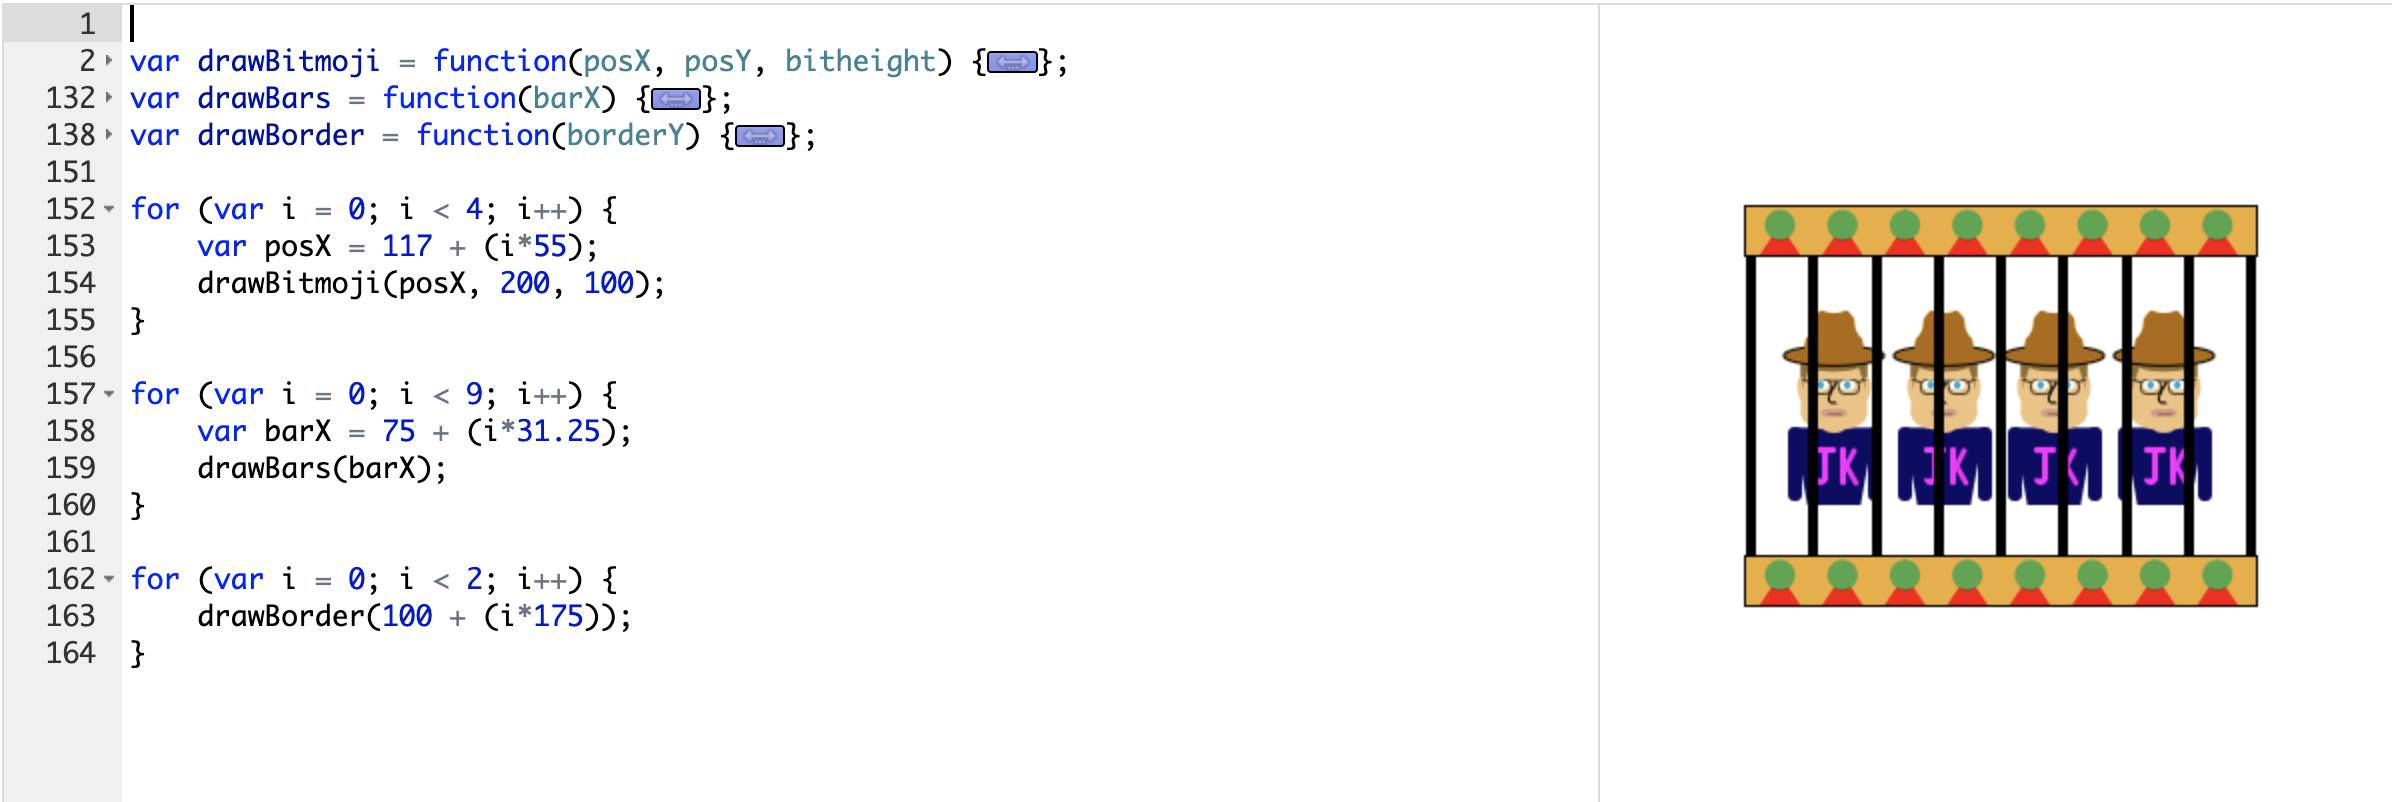 1
2 var drawBitmoji = function(posX, posY, bitheight) {};
132 var drawBars = function(barX) {};
138 var drawBorder = function(borderY) {};
151
152 for (var i = 0; i < 4; i++) {
153     var posX = 117 + (i*55);
154     drawBitmoji(posX, 200, 100);
155 }
156
157 for (var i = 0; i < 9; i++) {
158     var barX = 75 + (i*31.25);
159     drawBars(barX);
160 }
161
162 for (var i = 0; i < 2; i++) {
163     drawBorder(100 + (i*175));
164 }
JK JK JK JK